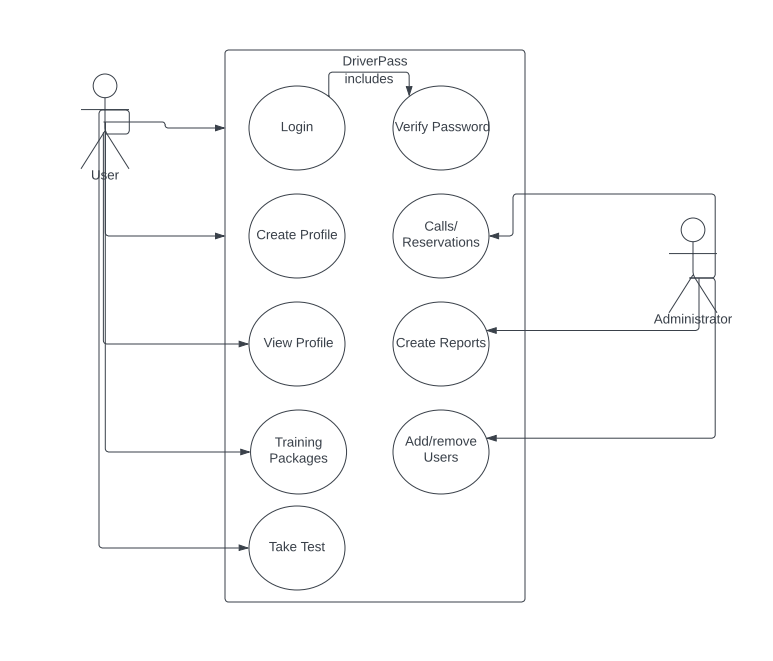 DriverPass
includes
Login
Verify Password
User
Create Profile
Calls/
Reservations
Administrator
View Profile
Create Reports
Training
Packages
Add/remove
Users
Take Test